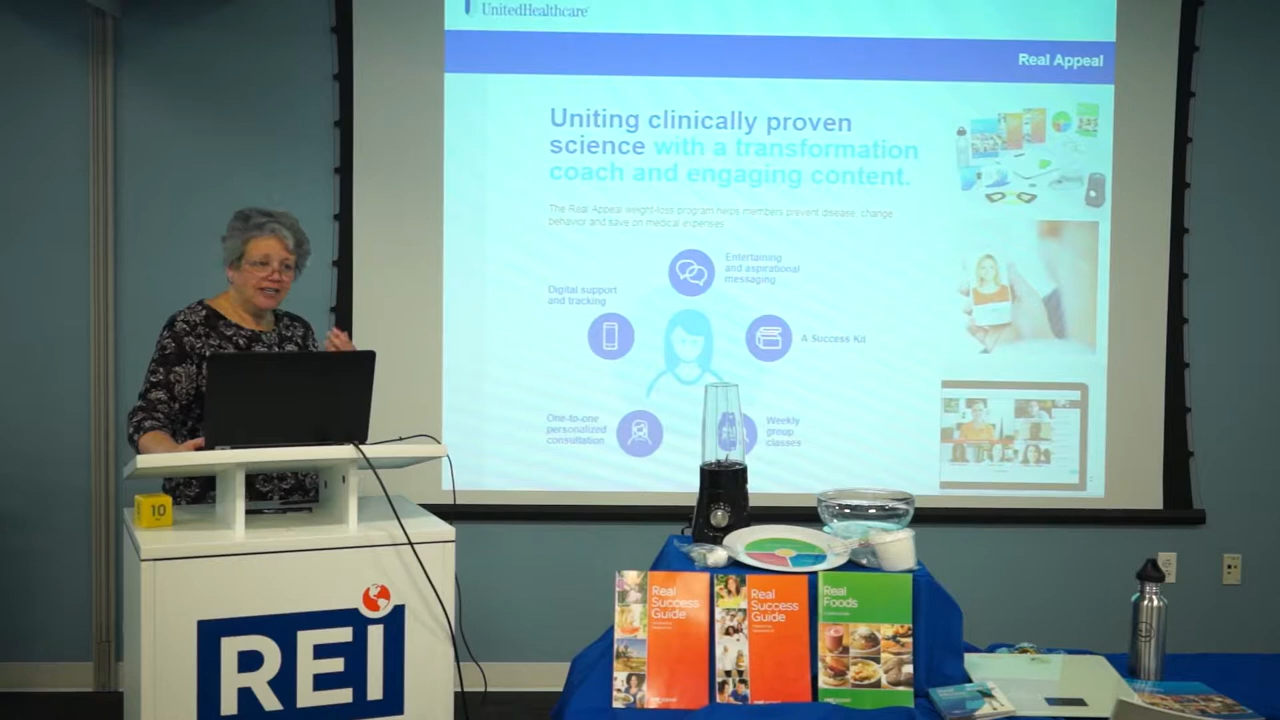 UnitedHealthcare
Real Appeal
Uniting clinically proven
science with a transformation
coach and engaging content.
The Real Appeal weight-loss program helps members prevent disease, change
behavior and save on medical expenses
Entertaining
and aspirational
messaging
Digital support
and tracking
A Success Kit
One-to-one
personalized
consultation
Weekly
group
classes
10
REI
Real
Success
Guide
Real
Success
Guide
Real
Foods